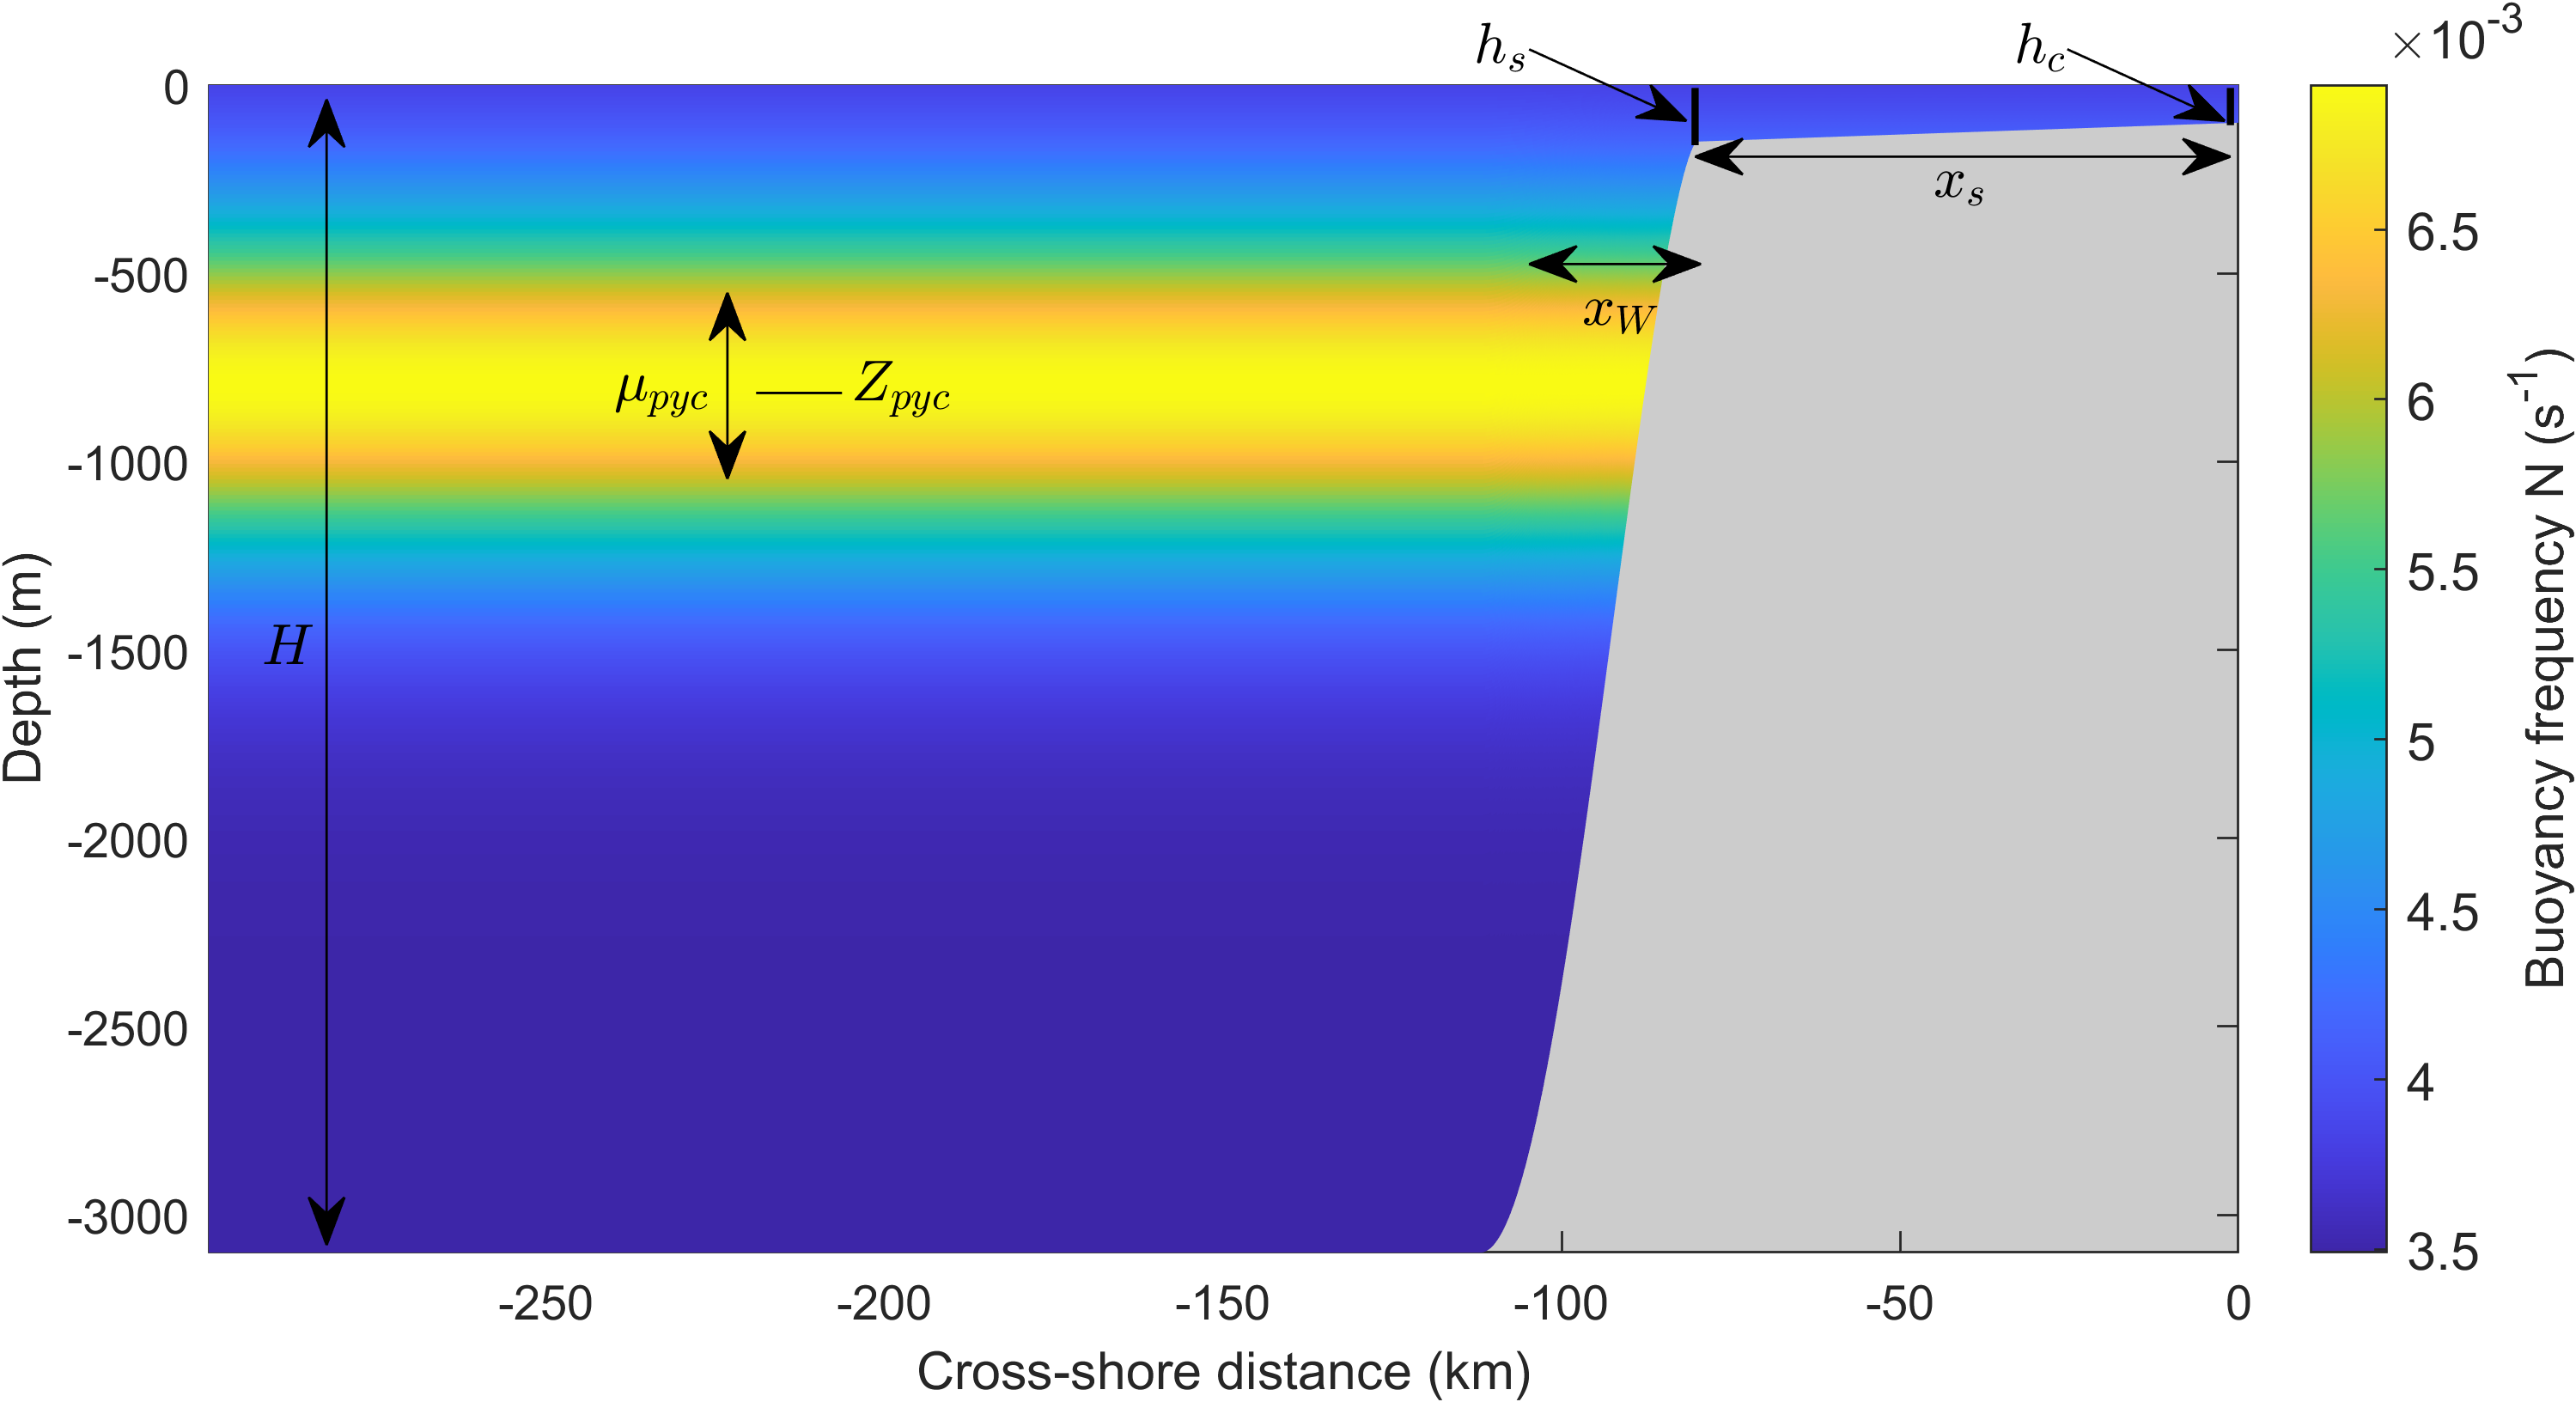 h_s
h_c
×10^-3
0
-500
-1000
-1500
-2000
-2500
-3000
Depth (m)
H
μ_pyc
Z_pyc
x_W
x_s
-250
-200
-150
-100
-50
0
Cross-shore distance (km)
6.5
6
5.5
5
4.5
4
3.5
Buoyancy frequency N (s^-1)